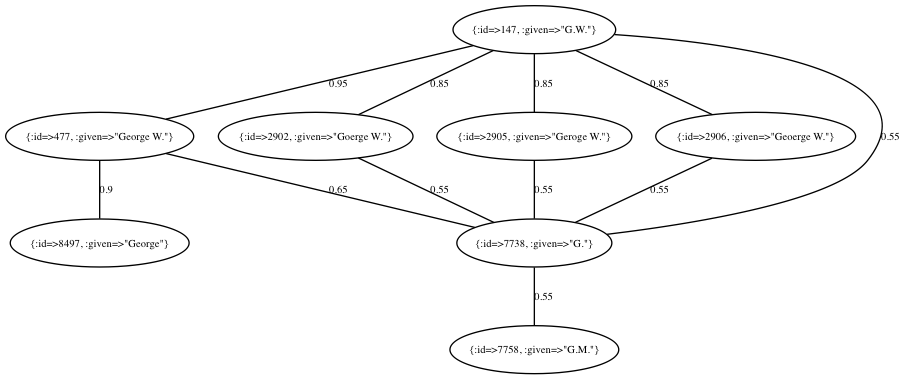 {:id=>147, :given=>"G.W."}
0.95
0.85
0.85
0.85
0.55
{:id=>477, :given=>"George W."}
{:id=>2902, :given=>"Goerge W."}
{:id=>2905, :given=>"Geroge W."}
{:id=>2906, :given=>"Geoerge W."}
0.9
0.65
0.55
0.55
0.55
{:id=>8497, :given=>"George"}
{:id=>7738, :given=>"G."}
0.55
{:id=>7758, :given=>"G.M."}